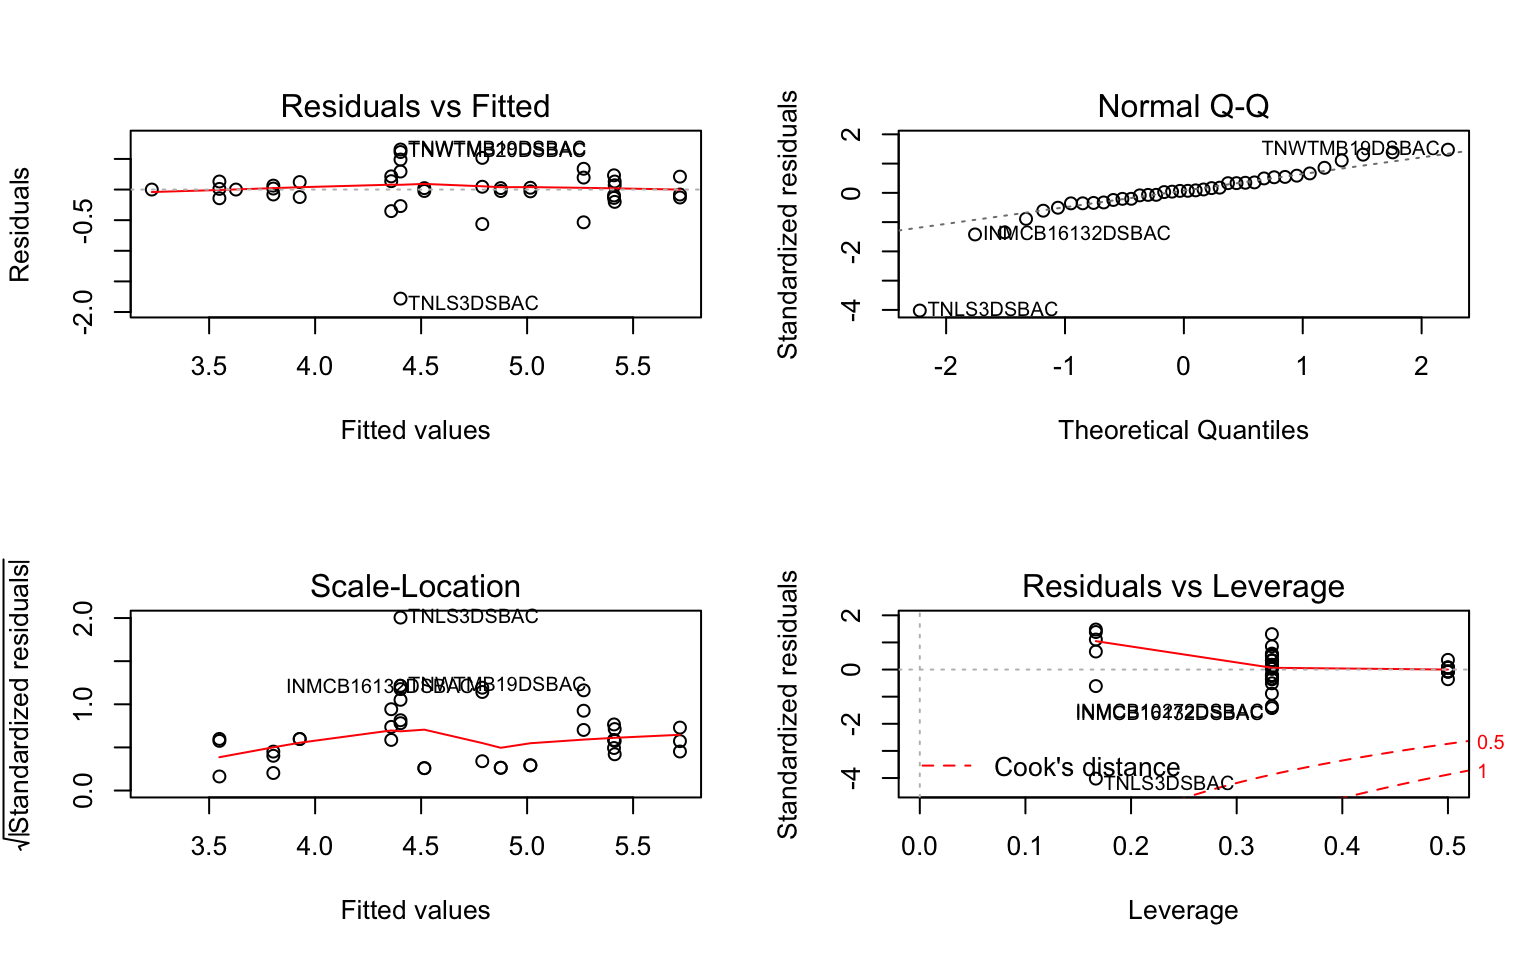 Residuals vs Fitted
Residuals
-2.0
-0.5
TNWTMB19DSBAC
TNWTMB20DSBAC
TNLS3DSBAC
3.5 4.0 4.5 5.0 5.5
Fitted values
Normal Q-Q
Standardized residuals
-4 -2 0 2
TNWTMB19DSBAC
INMCB16132DSBAC
TNLS3DSBAC
-2 -1 0 1 2
Theoretical Quantiles
Scale-Location
√|Standardized residuals|
0.0 1.0 2.0
TNLS3DSBAC
INMCB16132DSBAC
TNWTMB19DSBAC
3.5 4.0 4.5 5.0 5.5
Fitted values
Residuals vs Leverage
Standardized residuals
-4 -2 0 2
INMCB16132DSBAC
0.5
1
Cook's distance
TNLS3DSBAC
0.0 0.1 0.2 0.3 0.4 0.5
Leverage